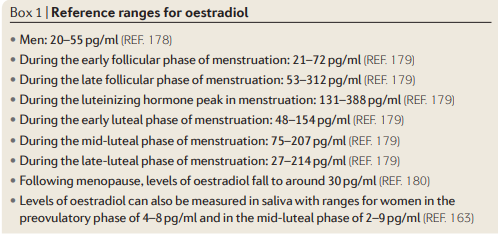 Box 1 | Reference ranges for oestradiol
• Men: 20–55 pg/ml (REF. 178)
• During the early follicular phase of menstruation: 21–72 pg/ml (REF. 179)
• During the late follicular phase of menstruation: 53–312 pg/ml (REF. 179)
• During the luteinizing hormone peak in menstruation: 131–388 pg/ml (REF. 179)
• During the early luteal phase of menstruation: 48–154 pg/ml (REF. 179)
• During the mid-luteal phase of menstruation: 75–207 pg/ml (REF. 179)
• During the late-luteal phase of menstruation: 27–214 pg/ml (REF. 179)
• Following menopause, levels of oestradiol fall to around 30 pg/ml (REF. 180)
• Levels of oestradiol can also be measured in saliva with ranges for women in the
preovulatory phase of 4–8 pg/ml and in the mid-luteal phase of 2–9 pg/ml (REF. 163)